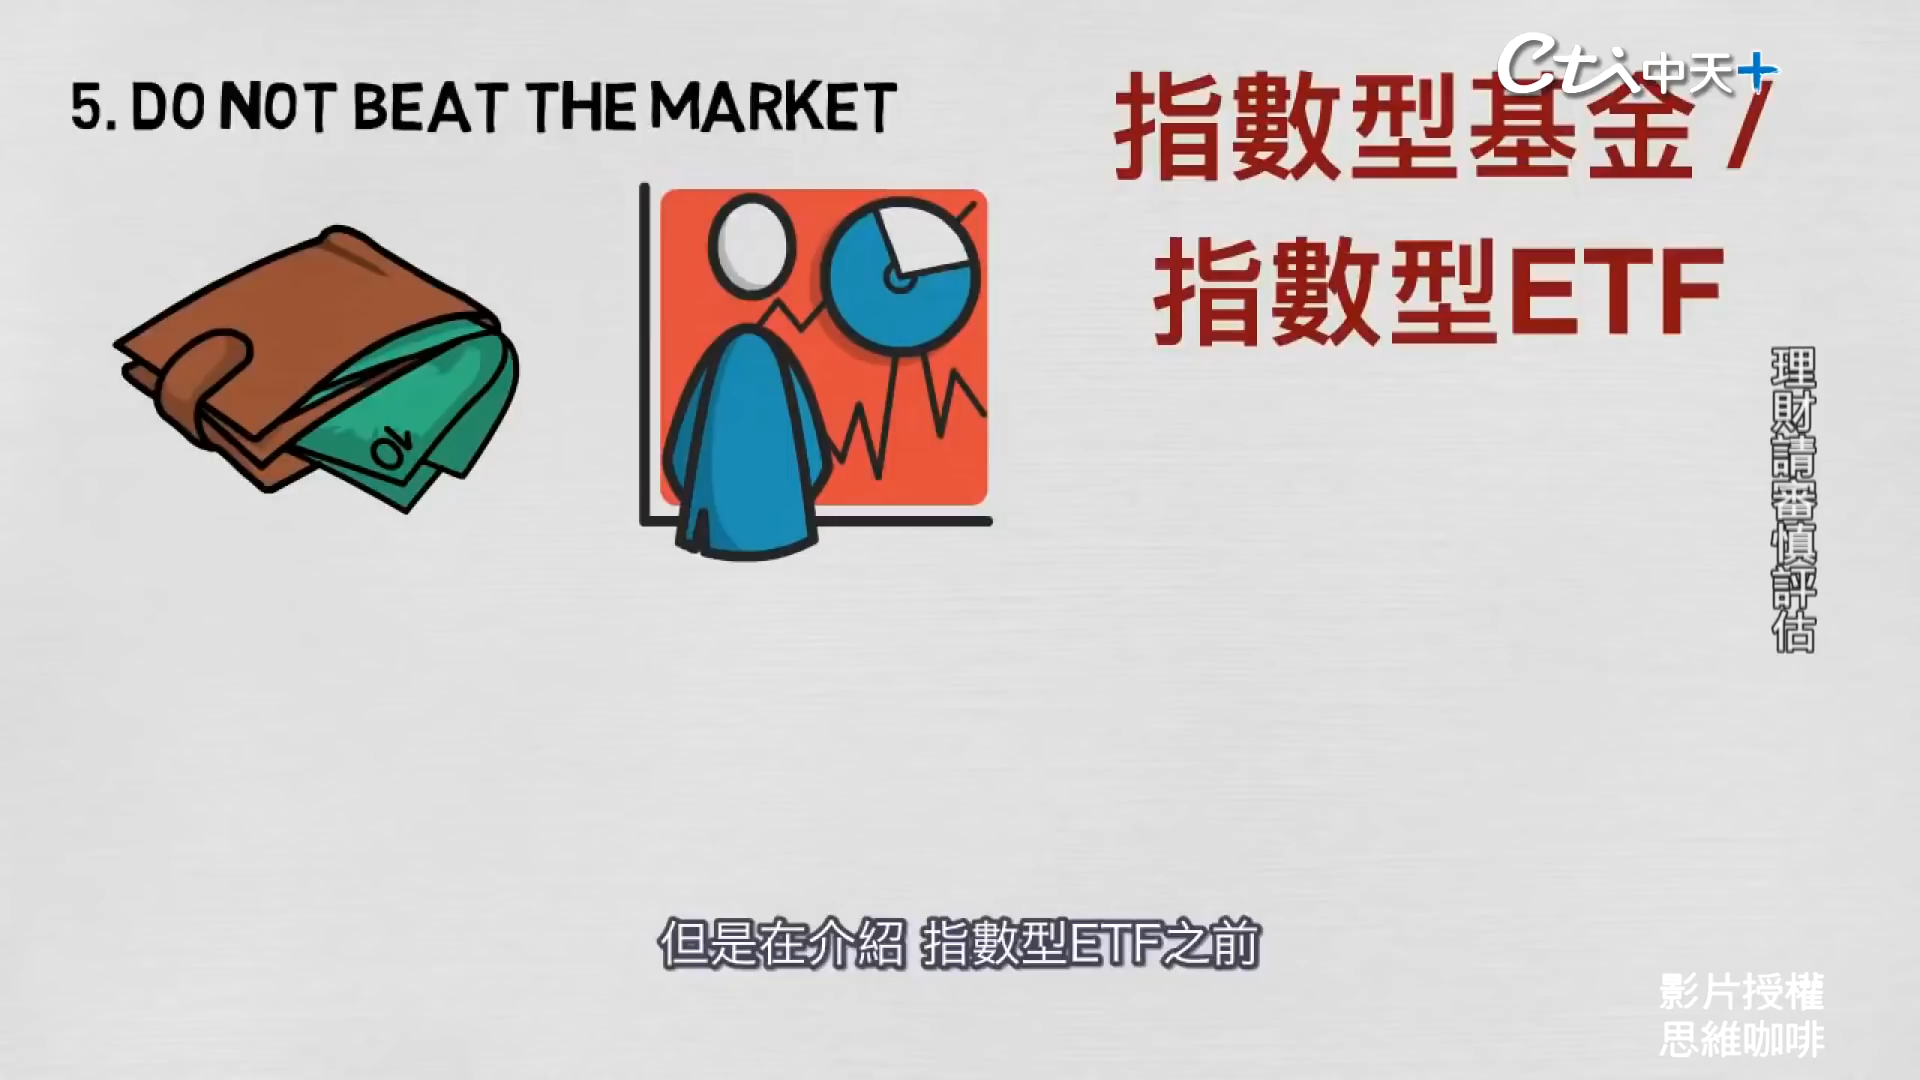 5. DO NOT BEAT THE MARKET
Cti中天+
指數型基金 /
指數型ETF
理財請審慎評估
10
但是在介紹 指數型ETF之前
影片授權
思維咖啡